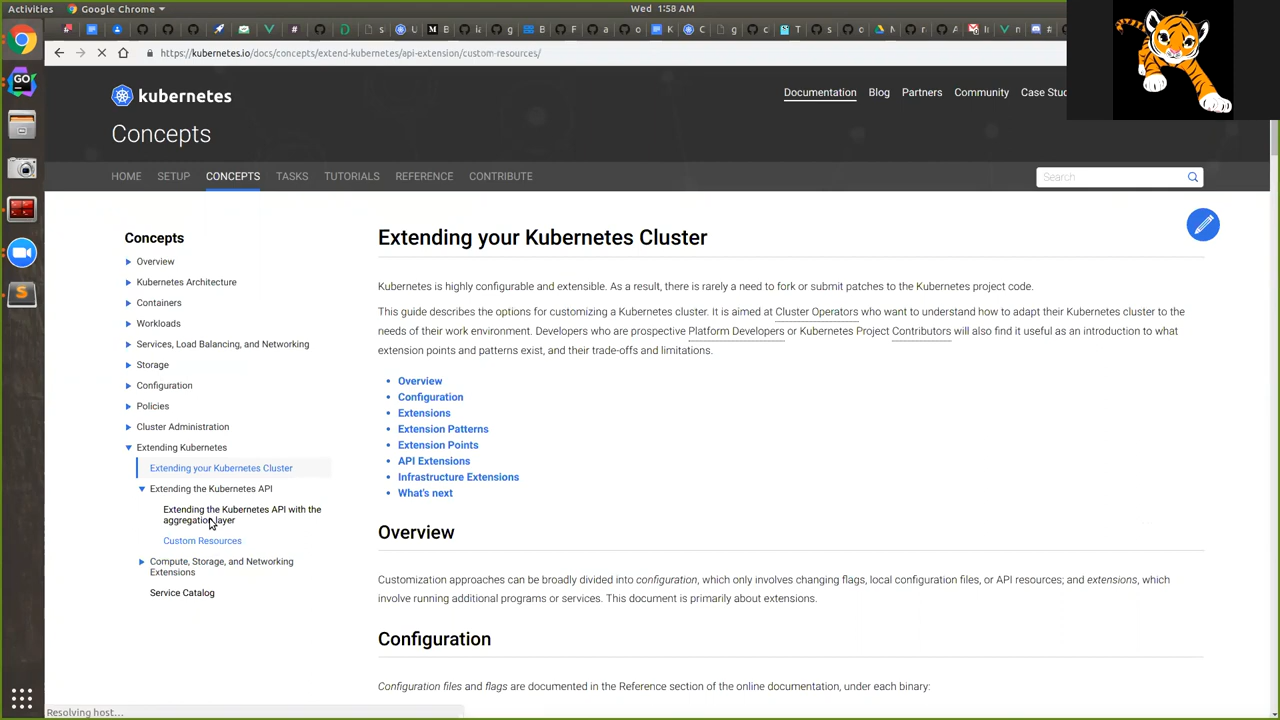 Activities
Google Chrome
Wed 1:58 AM
https://kubernetes.io/docs/concepts/extend-kubernetes/api-extension/custom-resources/
kubernetes
Documentation Blog Partners Community Case Stud
Concepts
HOME SETUP CONCEPTS TASKS TUTORIALS REFERENCE CONTRIBUTE
Search
Concepts
Overview
Kubernetes Architecture
Containers
Workloads
Services, Load Balancing, and Networking
Storage
Configuration
Policies
Cluster Administration
Extending Kubernetes
Extending your Kubernetes Cluster
Extending the Kubernetes API
Extending the Kubernetes API with the
aggregation layer
Custom Resources
Compute, Storage, and Networking
Extensions
Service Catalog
Extending your Kubernetes Cluster
Kubernetes is highly configurable and extensible. As a result, there is rarely a need to fork or submit patches to the Kubernetes project code.
This guide describes the options for customizing a Kubernetes cluster. It is aimed at Cluster Operators who want to understand how to adapt their Kubernetes cluster to the
needs of their work environment. Developers who are prospective Platform Developers or Kubernetes Project Contributors will also find it useful as an introduction to what
extension points and patterns exist, and their trade-offs and limitations.
Overview
Configuration
Extensions
Extension Patterns
Extension Points
API Extensions
Infrastructure Extensions
What's next
Overview
Customization approaches can be broadly divided into configuration, which only involves changing flags, local configuration files, or API resources; and extensions, which
involve running additional programs or services. This document is primarily about extensions.
Configuration
Configuration files and flags are documented in the Reference section of the online documentation, under each binary:
Resolving host...